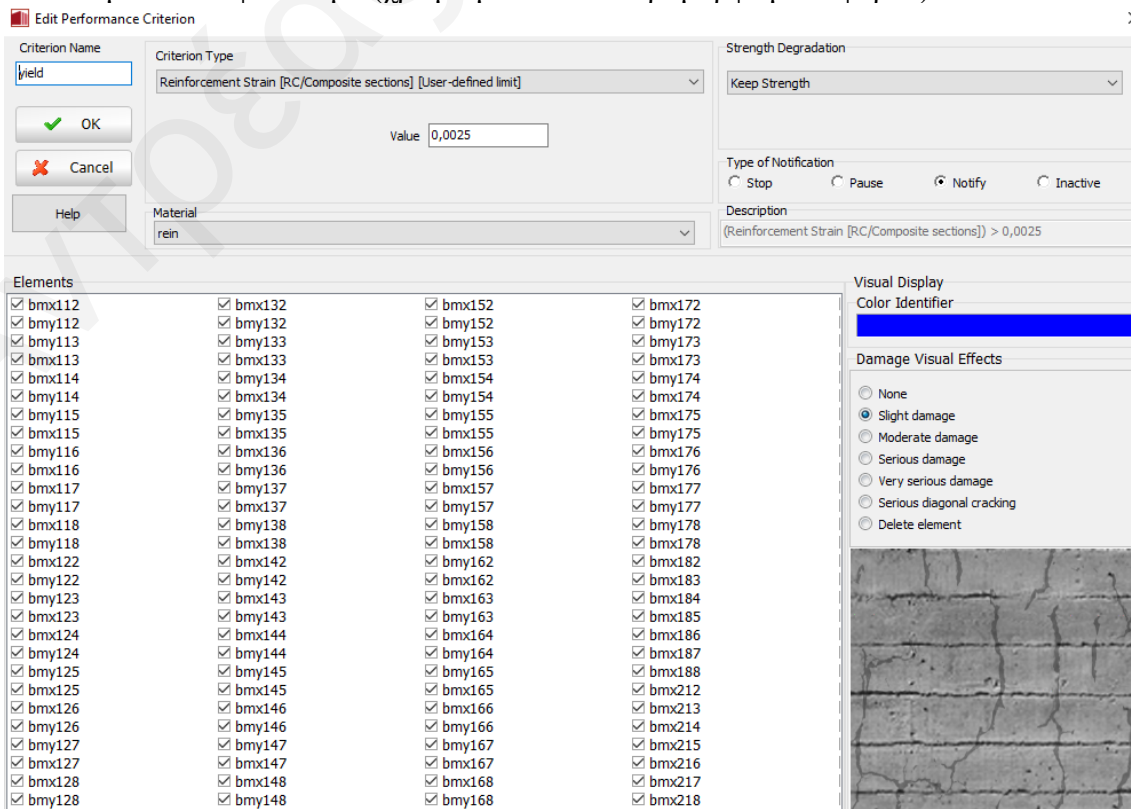 Edit Performance Criterion
Criterion Name
yield
OK
Cancel
Help
Criterion Type
Reinforcement Strain [RC/Composite sections] [User-defined limit]
Value 0,0025
Material
rein
Strength Degradation
Keep Strength
Type of Notification
Stop Pause Notify Inactive
Description
(Reinforcement Strain [RC/Composite sections]) > 0,0025
Elements
bmx112 bmx132 bmx152 bmx172
bmy112 bmy132 bmy152 bmy172
bmy113 bmy133 bmy153 bmy173
bmx113 bmx133 bmx153 bmx173
bmx114 bmy134 bmx154 bmy174
bmy114 bmx134 bmy154 bmx174
bmy115 bmy135 bmy155 bmx175
bmx115 bmx135 bmx155 bmy175
bmy116 bmx136 bmx156 bmx176
bmx116 bmy136 bmy156 bmy176
bmx117 bmy137 bmx157 bmx177
bmy117 bmx137 bmy157 bmy177
bmx118 bmy138 bmy158 bmy178
bmy118 bmx138 bmx158 bmx178
bmx122 bmx142 bmy162 bmx182
bmy122 bmy142 bmx162 bmx183
bmy123 bmx143 bmx163 bmx184
bmx123 bmy143 bmy163 bmx185
bmx124 bmx144 bmx164 bmx186
bmy124 bmy144 bmy164 bmx187
bmy125 bmy145 bmy165 bmx188
bmx125 bmx145 bmx165 bmx212
bmx126 bmx146 bmx166 bmx213
bmy126 bmy146 bmy166 bmx214
bmy127 bmy147 bmy167 bmx215
bmx127 bmx147 bmx167 bmx216
bmx128 bmx148 bmx168 bmx217
bmy128 bmy148 bmy168 bmx218
Visual Display
Color Identifier
Damage Visual Effects
None
Slight damage
Moderate damage
Serious damage
Very serious damage
Serious diagonal cracking
Delete element